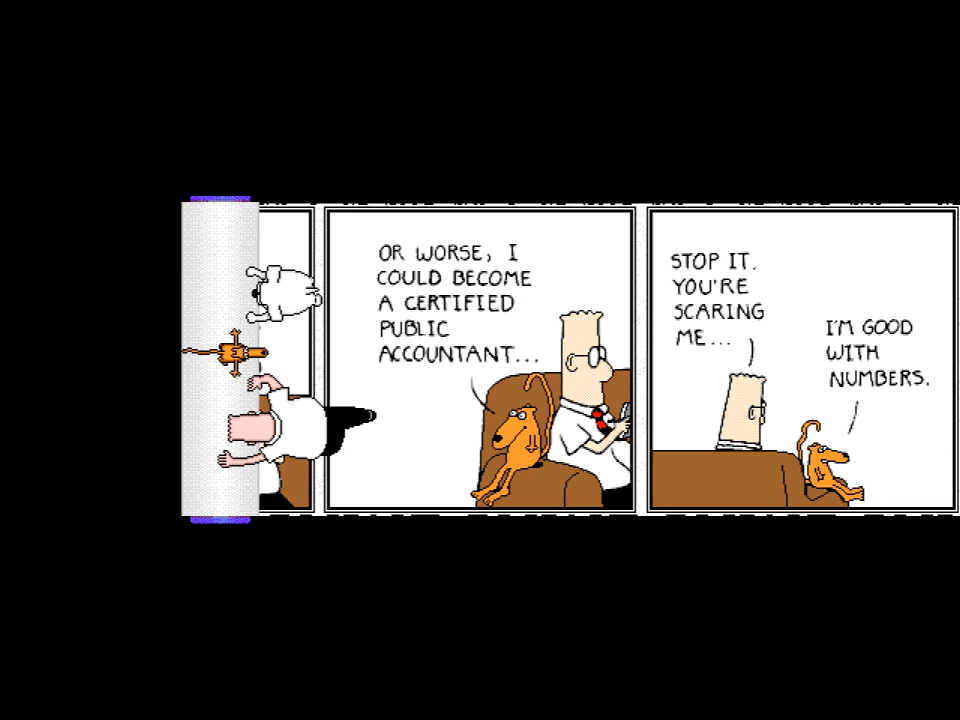 OR WORSE, I
COULD BECOME
A CERTIFIED
PUBLIC
ACCOUNTANT...
STOP IT.
YOU'RE
SCARING
ME...
I'M GOOD
WITH
NUMBERS.